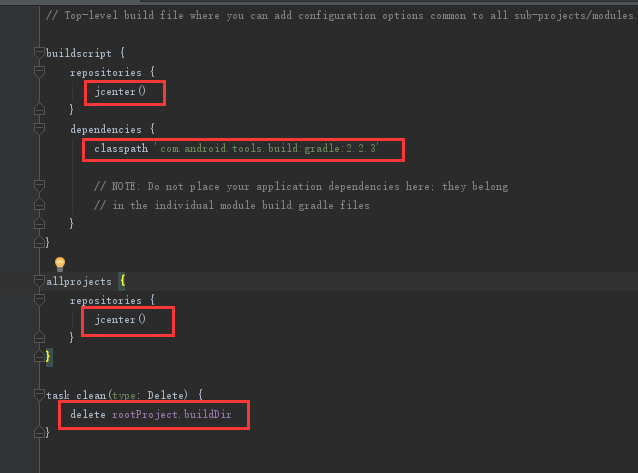 // Top-level build file where you can add configuration options common to all sub-projects/modules.
buildscript {
    repositories {
        jcenter()
    }
    dependencies {
        classpath 'com.android.tools.build:gradle:2.2.3'
        // NOTE: Do not place your application dependencies here; they belong
        // in the individual module build.gradle files
    }
}
allprojects {
    repositories {
        jcenter()
    }
}
task clean(type: Delete) {
    delete rootProject.buildDir
}